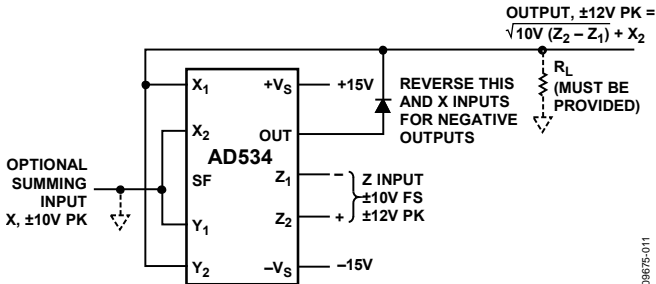 OUTPUT, ±12V PK =
√10V (Z2 – Z1) + X2
X1
+VS
+15V
REVERSE THIS
AND X INPUTS
FOR NEGATIVE
OUTPUTS
RL
(MUST BE
PROVIDED)
X2
OUT
AD534
OPTIONAL
SUMMING
INPUT
X, ±10V PK
SF
Z1
–
Z INPUT
±10V FS
±12V PK
Y1
Z2
+
Y2
–VS
–15V
09675-011